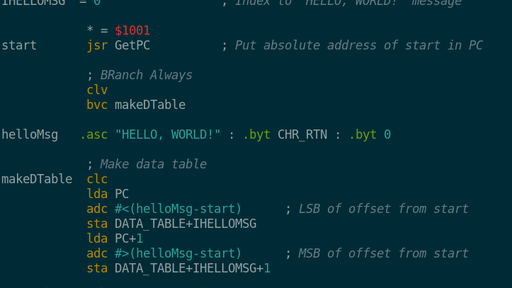 IHELLOMSG = 0 ; Index to "HELLO, WORLD!" message
* = $1001
start jsr GetPC ; Put absolute address of start in PC
; BRanch Always
clv
bvc makeDTable
helloMsg .asc "HELLO, WORLD!" : .byt CHR_RTN : .byt 0
; Make data table
makeDTable clc
lda PC
adc #<(helloMsg-start) ; LSB of offset from start
sta DATA_TABLE+IHELLOMSG
lda PC+1
adc #>(helloMsg-start) ; MSB of offset from start
sta DATA_TABLE+IHELLOMSG+1